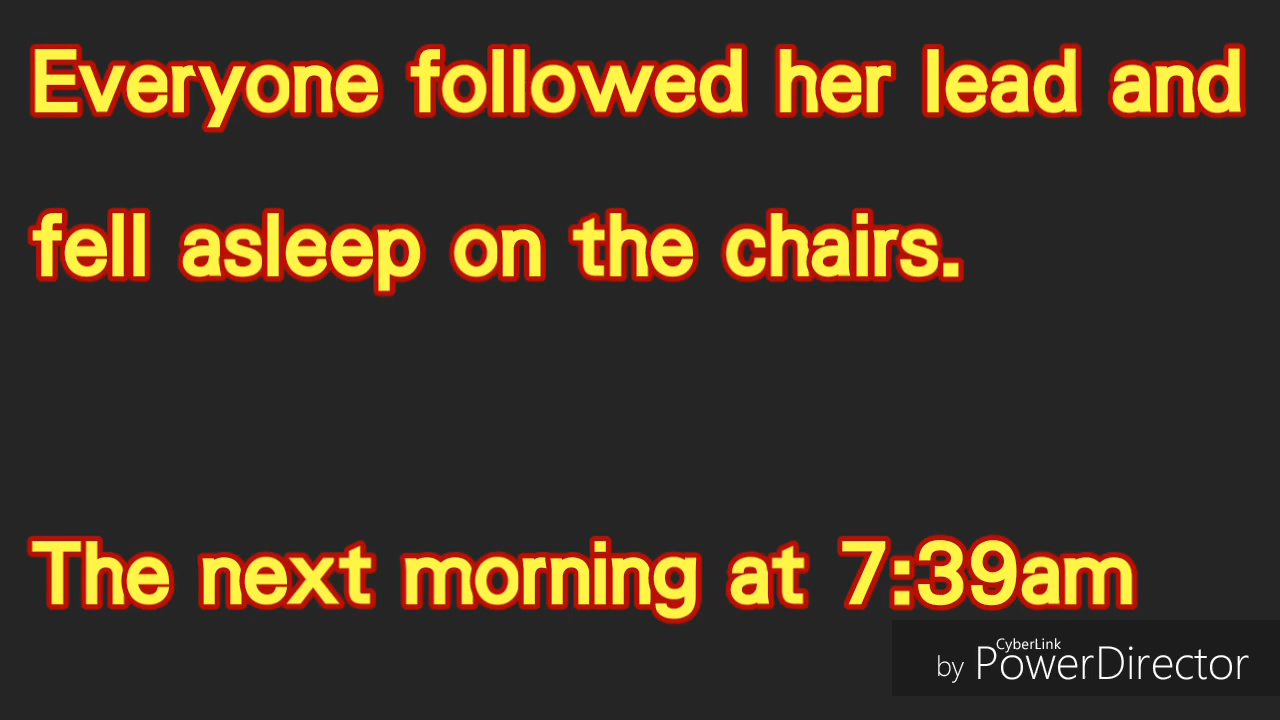 Everyone followed her lead and
fell asleep on the chairs.
The next morning at 7:39am
by CyberLink PowerDirector